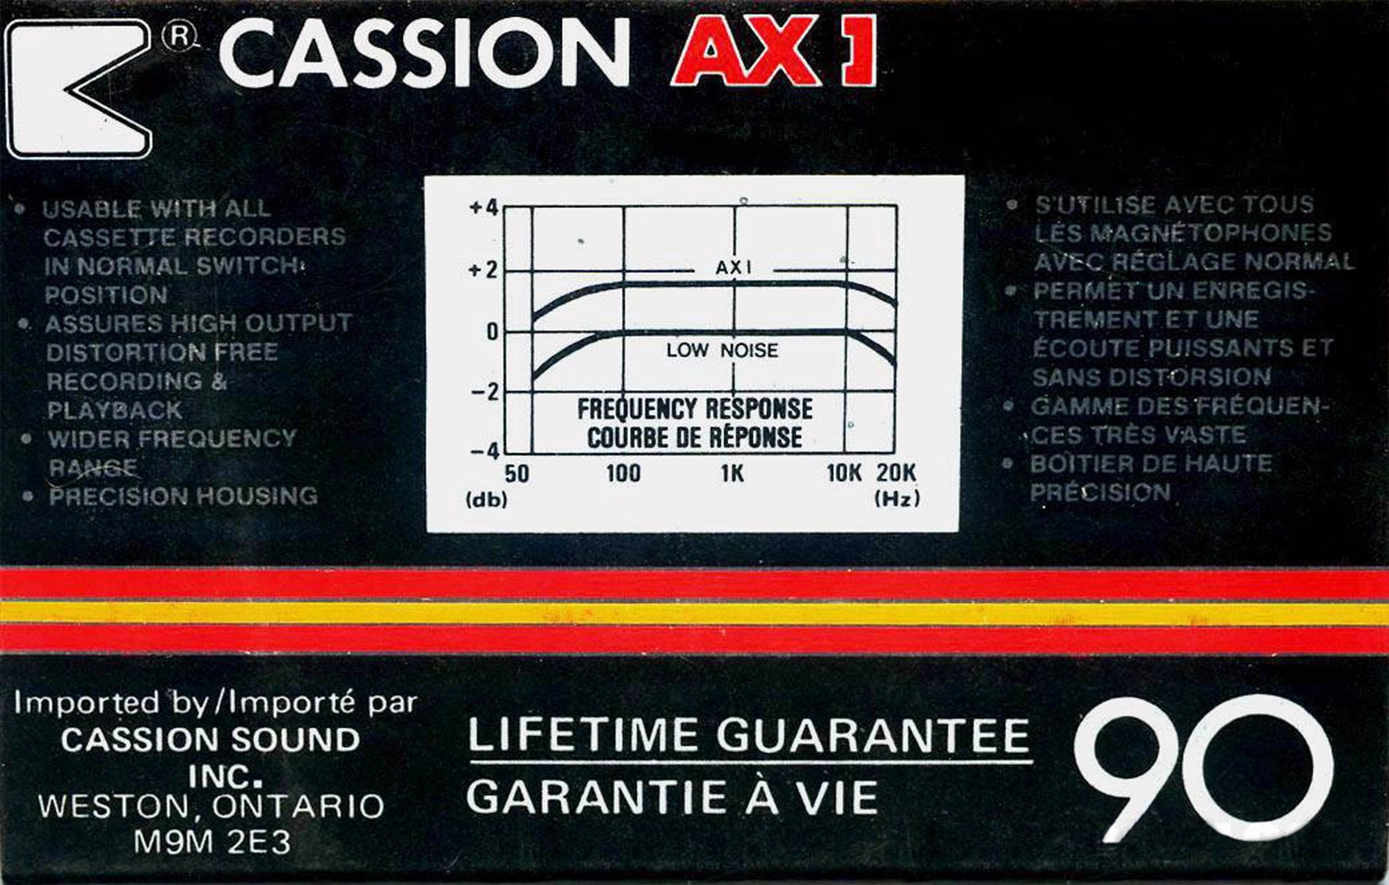 ® CASSION AX1
• USABLE WITH ALL
CASSETTE RECORDERS
IN NORMAL SWITCH
POSITION
• ASSURES HIGH OUTPUT
DISTORTION FREE
RECORDING &
PLAYBACK
• WIDER FREQUENCY
RANGE
• PRECISION HOUSING
+4
+2
0
-2
-4
AX1
LOW NOISE
FREQUENCY RESPONSE
COURBE DE RÉPONSE
50 100 1K 10K 20K
(db) (Hz)
• S'UTILISE AVEC TOUS
LES MAGNÉTOPHONES
AVEC RÉGLAGE NORMAL
• PERMET UN ENREGIS-
TREMENT ET UNE
ÉCOUTE PUISSANTS ET
SANS DISTORSION
• GAMME DES FRÉQUEN-
CES TRÈS VASTE
• BOÎTIER DE HAUTE
PRÉCISION
Imported by/Importé par
CASSION SOUND
INC.
WESTON, ONTARIO
M9M 2E3
LIFETIME GUARANTEE
GARANTIE À VIE
90